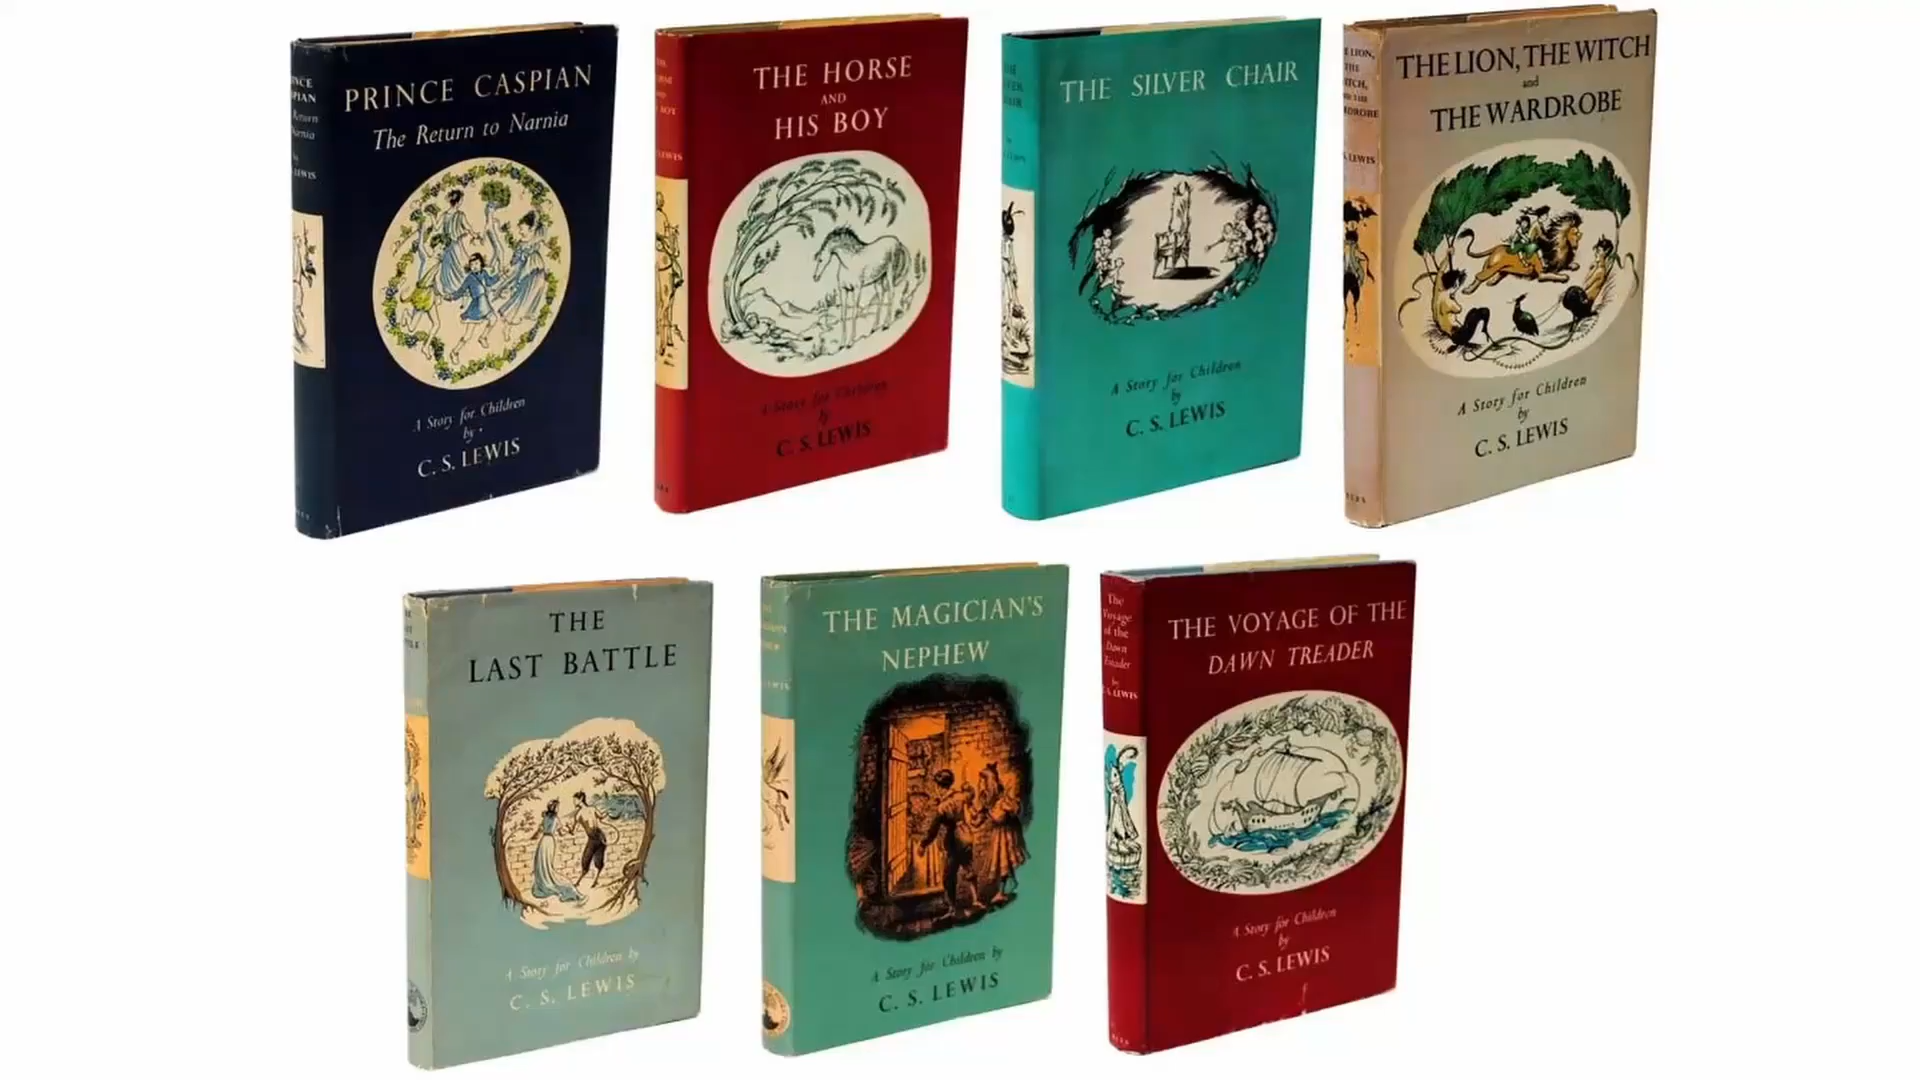 PRINCE CASPIAN
The Return to Narnia
A Story for Children
by
C. S. LEWIS
THE HORSE
AND
HIS BOY
A Story for Children
by
C. S. LEWIS
LEWIS
THE SILVER CHAIR
A Story for Children
by
C. S. LEWIS
THE LION, THE WITCH
and
THE WARDROBE
A Story for Children
by
C. S. LEWIS
THE
LAST BATTLE
A Story for Children by
C. S. LEWIS
THE MAGICIAN'S
NEPHEW
A Story for Children by
C. S. LEWIS
The
Voyage
of the
Dawn
Treader
by
C. S. LEWIS
THE VOYAGE OF THE
DAWN TREADER
A Story for Children
by
C. S. LEWIS